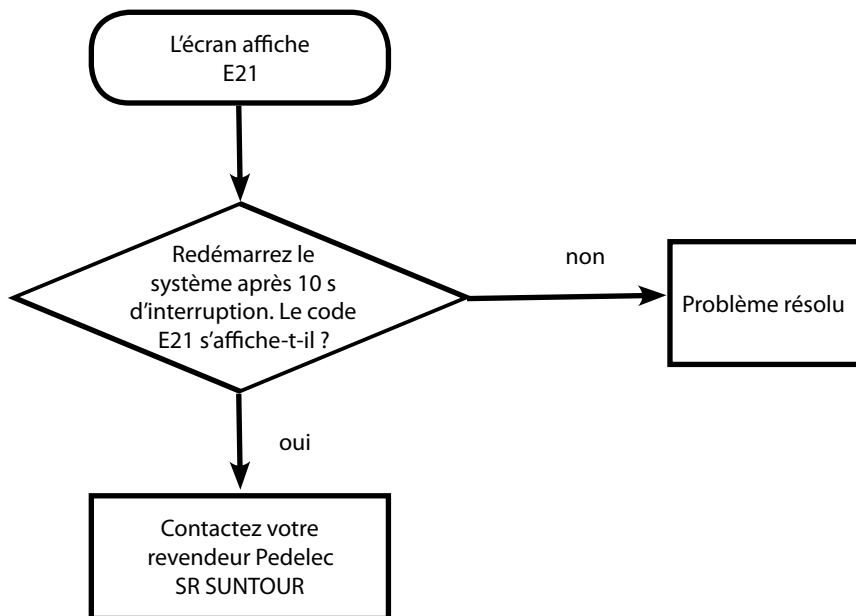 L’écran affiche
E21
Redémarrez le
système après 10 s
d’interruption. Le code
E21 s’affiche-t-il ?
non
Problème résolu
oui
Contactez votre
revendeur Pedelec
SR SUNTOUR